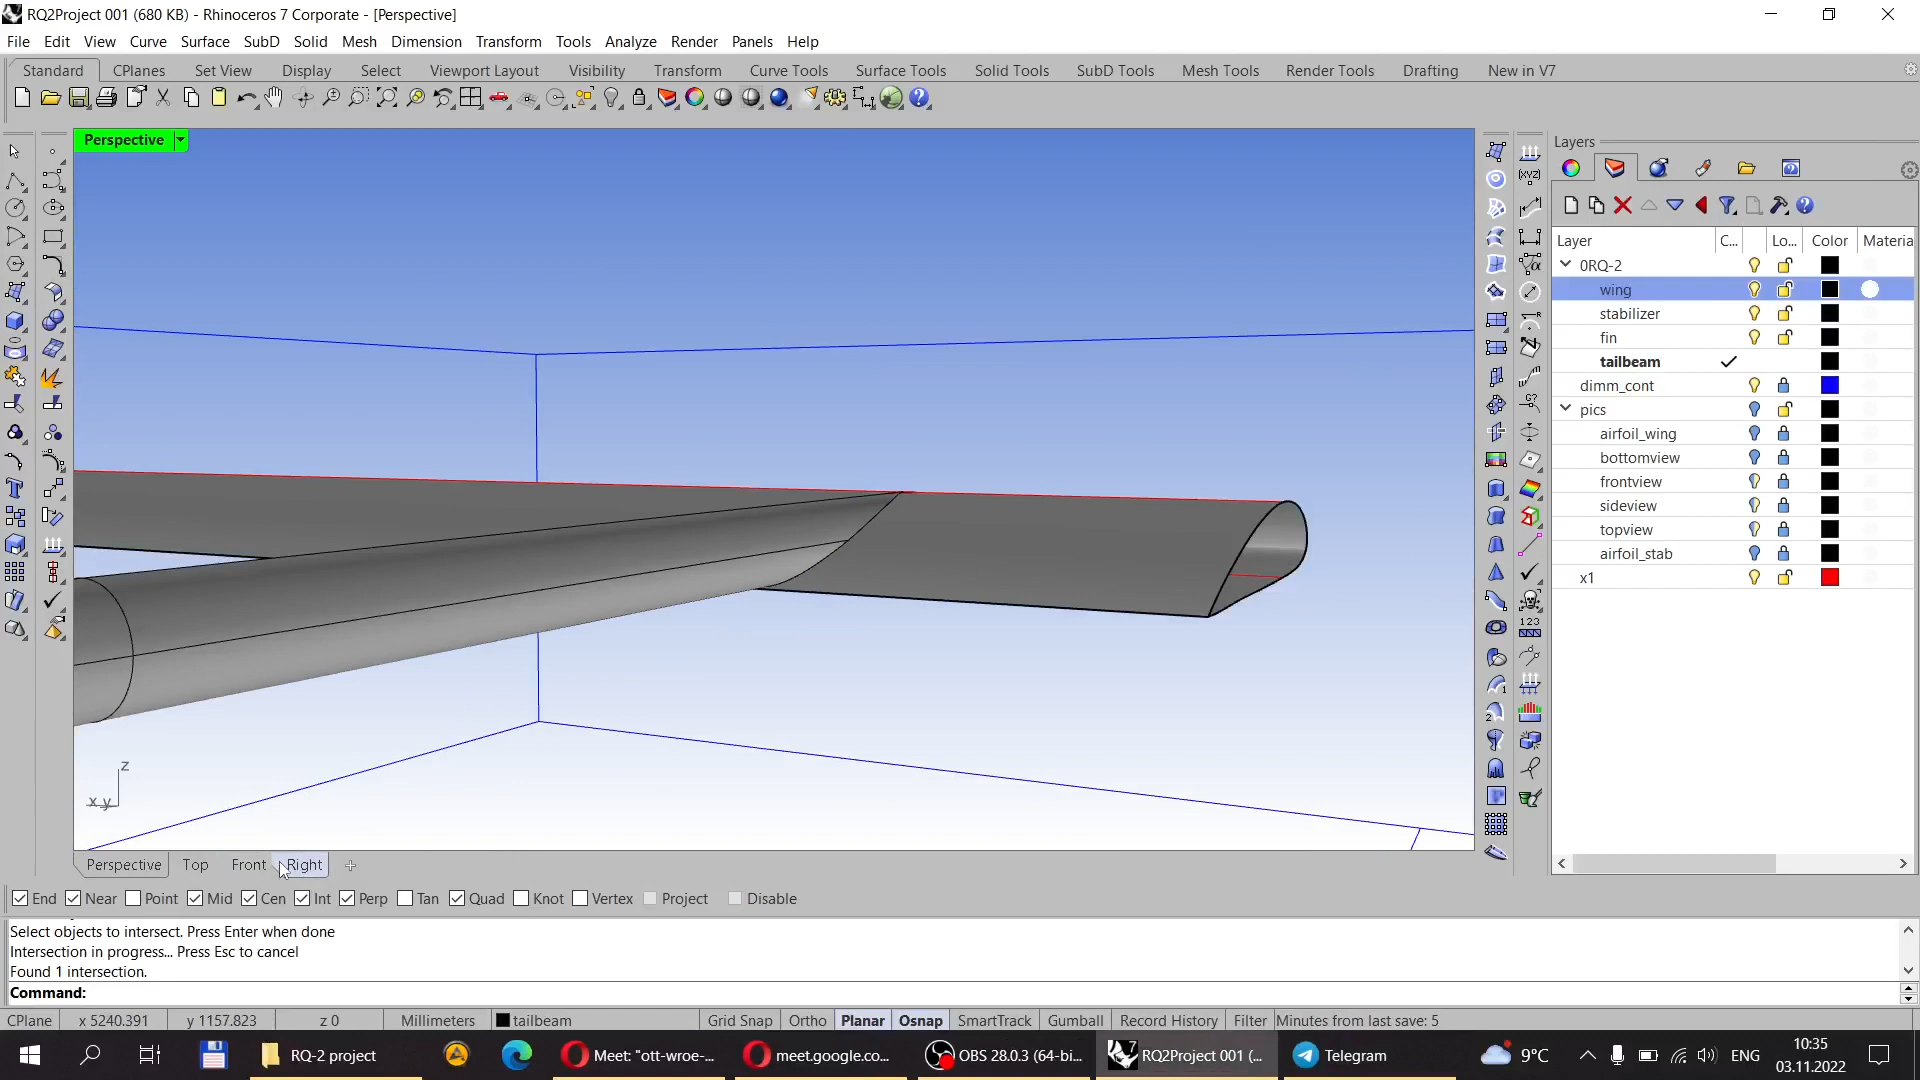 RQ2Project 001 (680 KB) - Rhinoceros 7 Corporate - [Perspective]
File Edit View Curve Surface SubD Solid Mesh Dimension Transform Tools Analyze Render Panels Help
Standard CPlanes Set View Display Select Viewport Layout Visibility Transform Curve Tools Surface Tools Solid Tools SubD Tools Mesh Tools Render Tools Drafting New in V7
Perspective
Layers
Layer C... Lo... Color Materia
0RQ-2
wing
stabilizer
fin
tailbeam
dimm_cont
pics
airfoil_wing
bottomview
frontview
sideview
topview
airfoil_stab
x1
z
x y
Perspective Top Front Right
End Near Point Mid Cen Int Perp Tan Quad Knot Vertex Project Disable
Select objects to intersect. Press Enter when done
Intersection in progress... Press Esc to cancel
Found 1 intersection.
Command:
CPlane x 5240.391 y 1157.823 z 0 Millimeters tailbeam Grid Snap Ortho Planar Osnap SmartTrack Gumball Record History Filter Minutes from last save: 5
RQ-2 project Meet: "ott-wroe-... meet.google.co... OBS 28.0.3 (64-bi... RQ2Project 001 (... Telegram 9°C ENG 10:35
03.11.2022